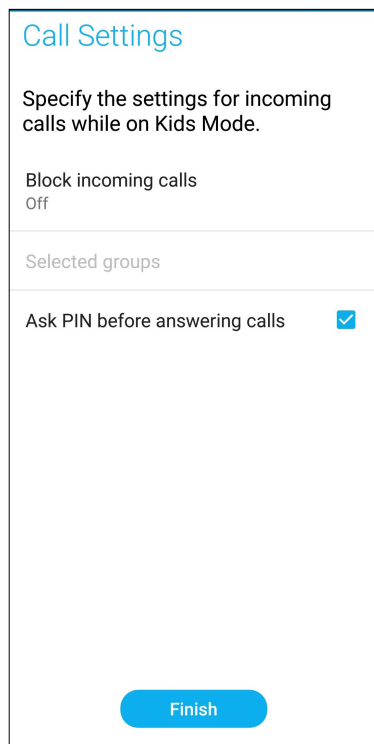 Call Settings
Specify the settings for incoming
calls while on Kids Mode.
Block incoming calls
Off
Selected groups
Ask PIN before answering calls
Finish